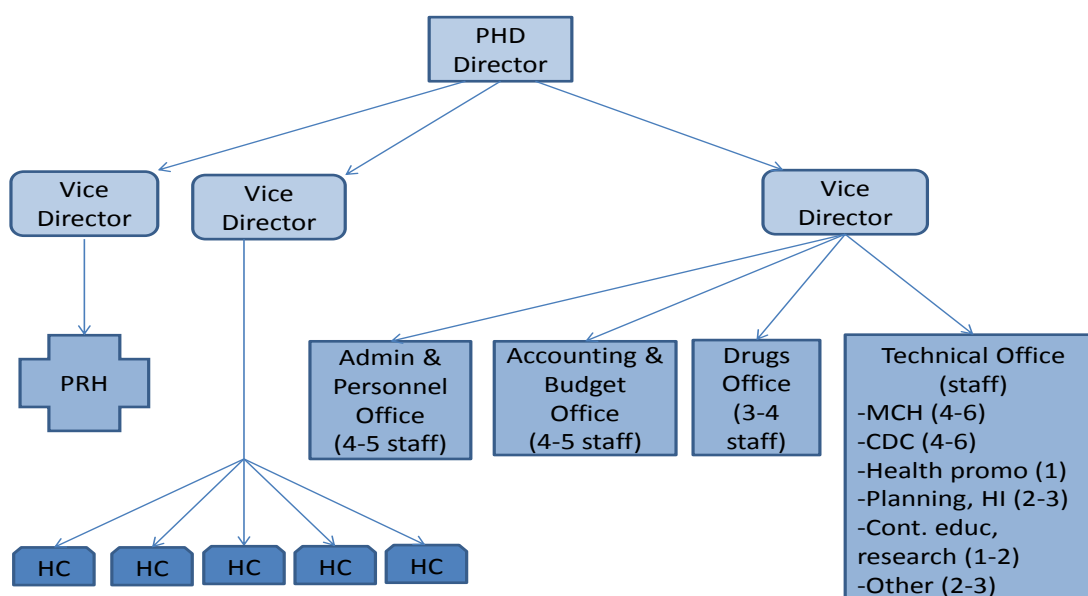 PHD
Director
Vice
Director
Vice
Director
Vice
Director
PRH
Admin &
Personnel
Office
(4-5 staff)
Accounting &
Budget
Office
(4-5 staff)
Drugs
Office
(3-4
staff)
Technical Office
(staff)
-MCH (4-6)
-CDC (4-6)
-Health promo (1)
-Planning, HI (2-3)
-Cont. educ,
research (1-2)
-Other (2-3)
HC
HC
HC
HC
HC